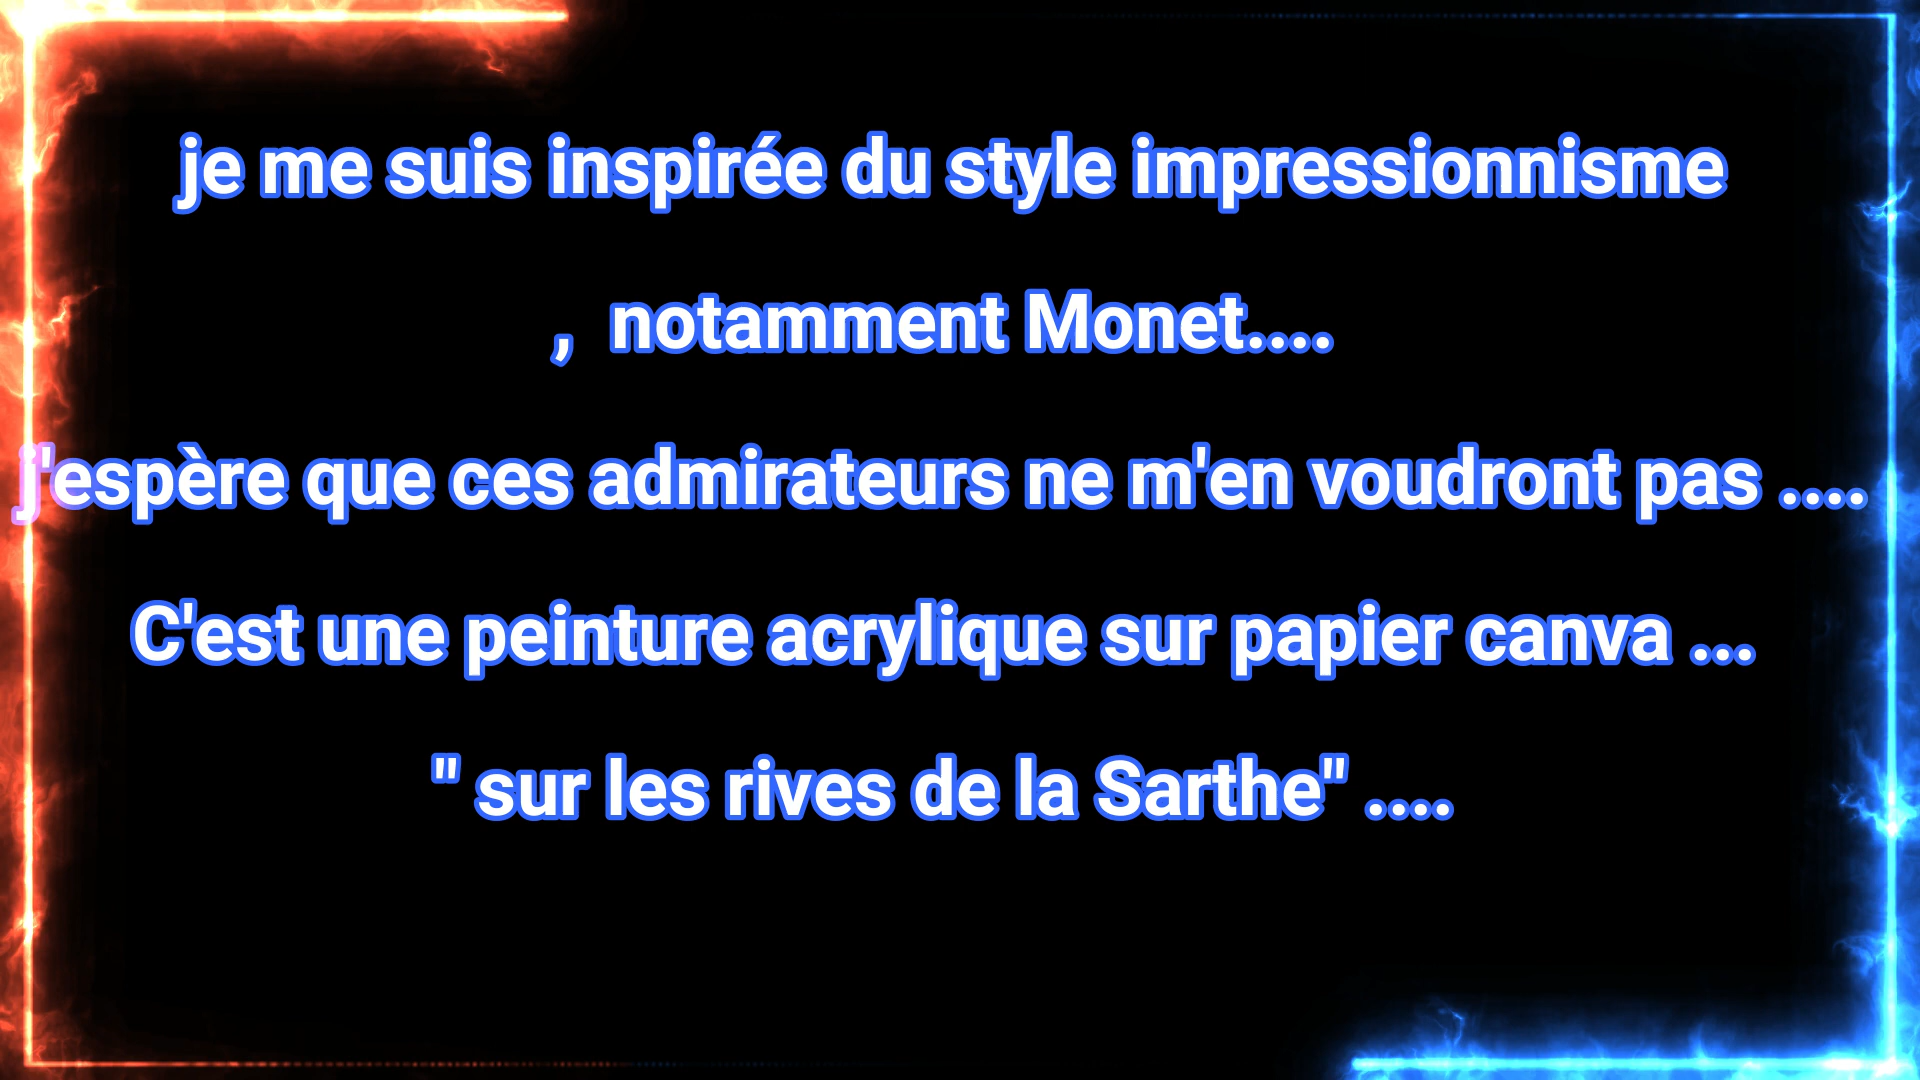 je me suis inspirée du style impressionnisme
,  notamment Monet....
j'espère que ces admirateurs ne m'en voudront pas ....
C'est une peinture acrylique sur papier canva ...
" sur les rives de la Sarthe" ....